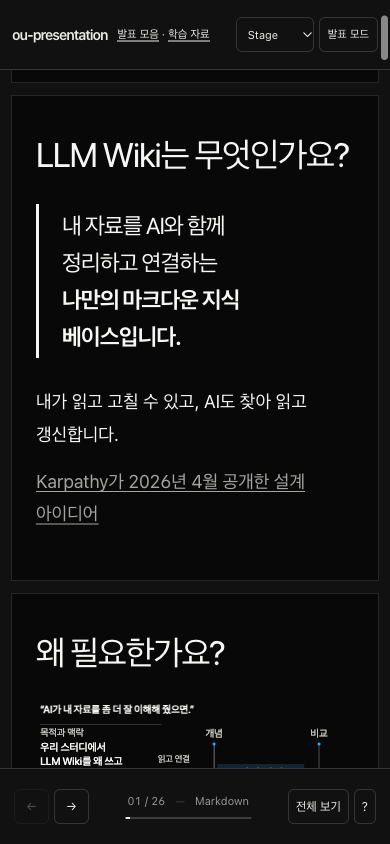 ou-presentation 발표 모음 · 학습 자료 Stage 발표 모드
LLM Wiki는 무엇인가요?
내 자료를 AI와 함께
정리하고 연결하는
나만의 마크다운 지식
베이스입니다.
내가 읽고 고칠 수 있고, AI도 찾아 읽고
갱신합니다.
Karpathy가 2026년 4월 공개한 설계
아이디어
왜 필요한가요?
“AI가 내 자료를 좀 더 잘 이해해 줬으면.”
목적과 맥락
개념 비교
우리 스터디에서
LLM Wiki를 왜 쓰고
읽고 연결
← → 01 / 26 — Markdown 전체 보기 ?